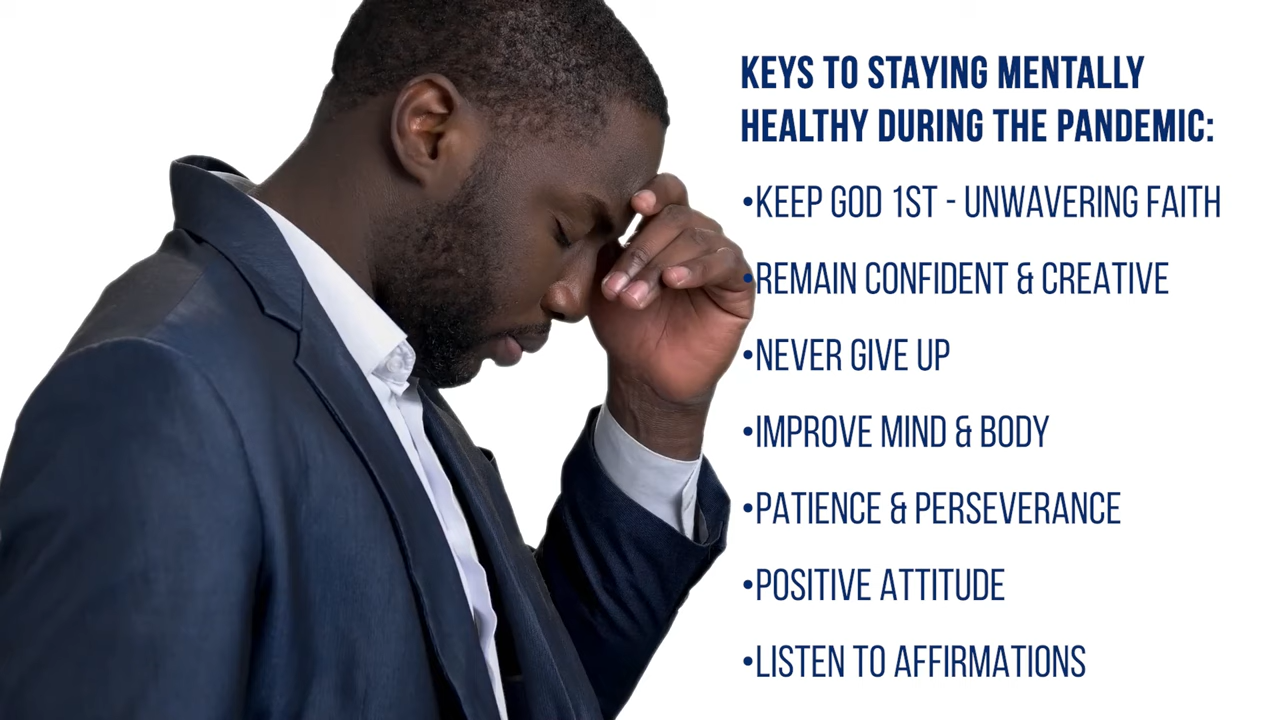 KEYS TO STAYING MENTALLY
HEALTHY DURING THE PANDEMIC:
•KEEP GOD 1ST - UNWAVERING FAITH
•REMAIN CONFIDENT & CREATIVE
•NEVER GIVE UP
•IMPROVE MIND & BODY
•PATIENCE & PERSEVERANCE
•POSITIVE ATTITUDE
•LISTEN TO AFFIRMATIONS